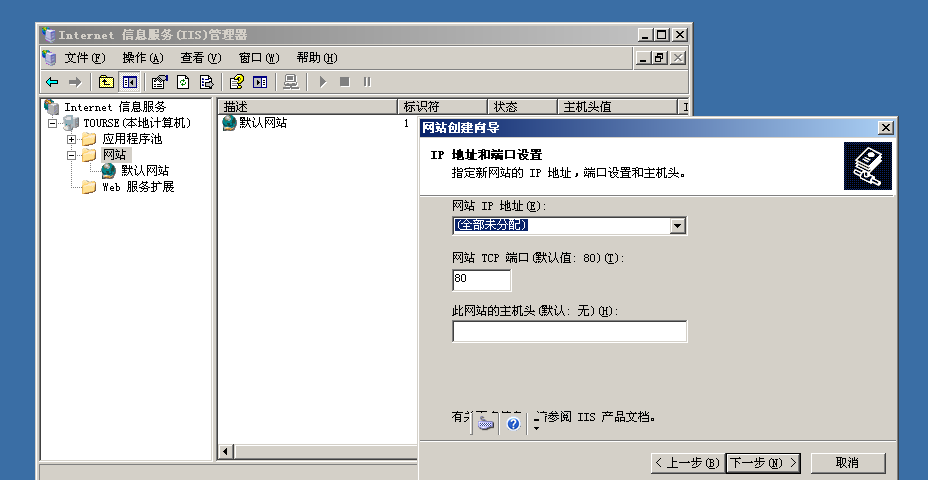 Internet 信息服务(IIS)管理器
文件(F) 操作(A) 查看(V) 窗口(W) 帮助(H)
Internet 信息服务
TOURSE(本地计算机)
应用程序池
网站
默认网站
Web 服务扩展
描述 标识符 状态 主机头值
默认网站 1
网站创建向导
IP 地址和端口设置
指定新网站的 IP 地址，端口设置和主机头。
网站 IP 地址(E):
(全部未分配)
网站 TCP 端口(默认值: 80)(T):
80
此网站的主机头(默认: 无)(H):
有关 参阅 IIS 产品文档。
< 上一步(B) 下一步(N) > 取消